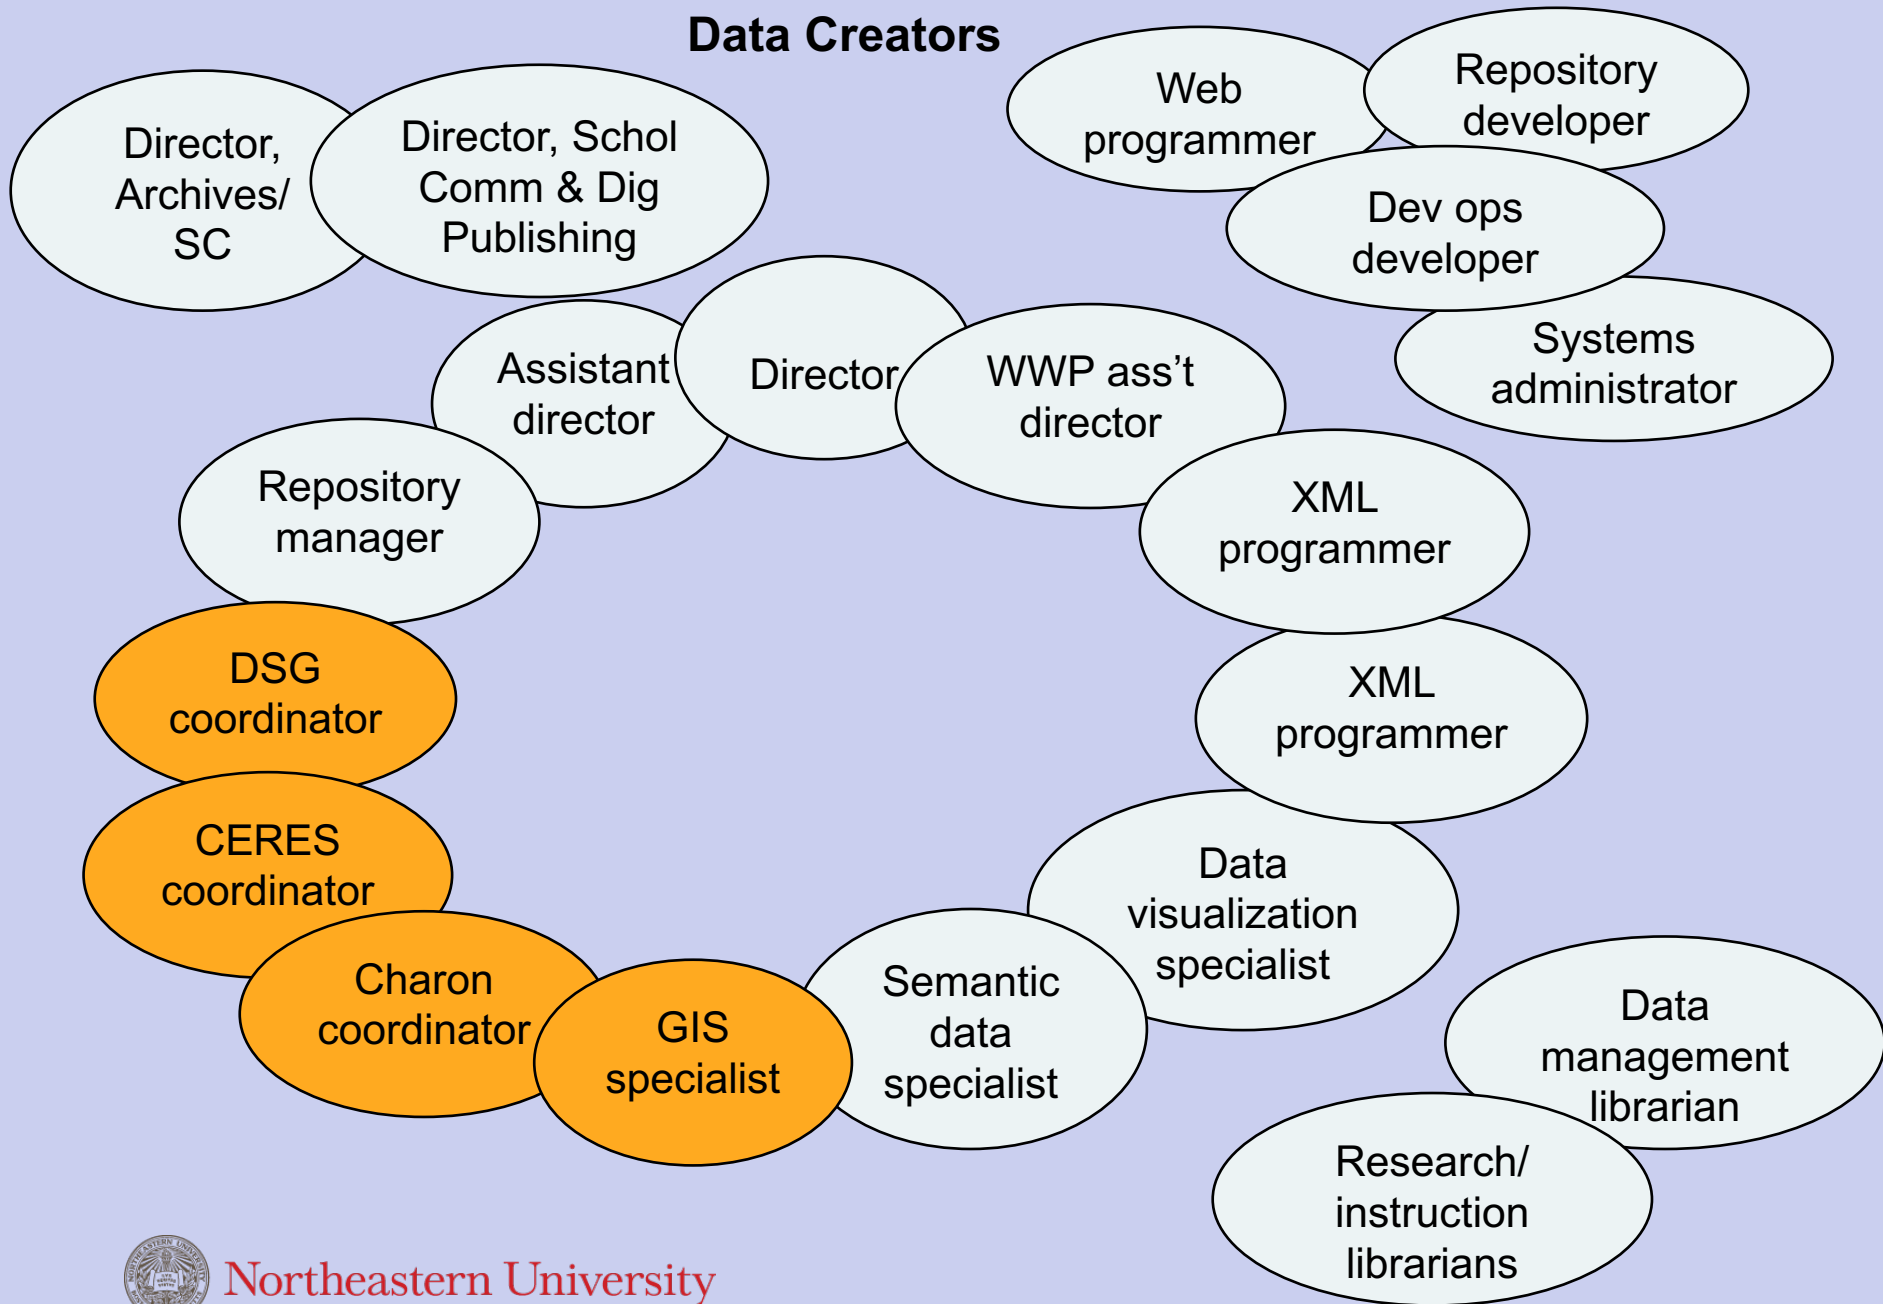 Data Creators
Director,
Archives/
SC
Director, Schol
Comm & Dig
Publishing
Web
programmer
Repository
developer
Dev ops
developer
Systems
administrator
Assistant
director
Director
WWP ass’t
director
Repository
manager
XML
programmer
DSG
coordinator
XML
programmer
CERES
coordinator
Data
visualization
specialist
Charon
coordinator
GIS
specialist
Semantic
data
specialist
Data
management
librarian
Research/
instruction
librarians
Northeastern University